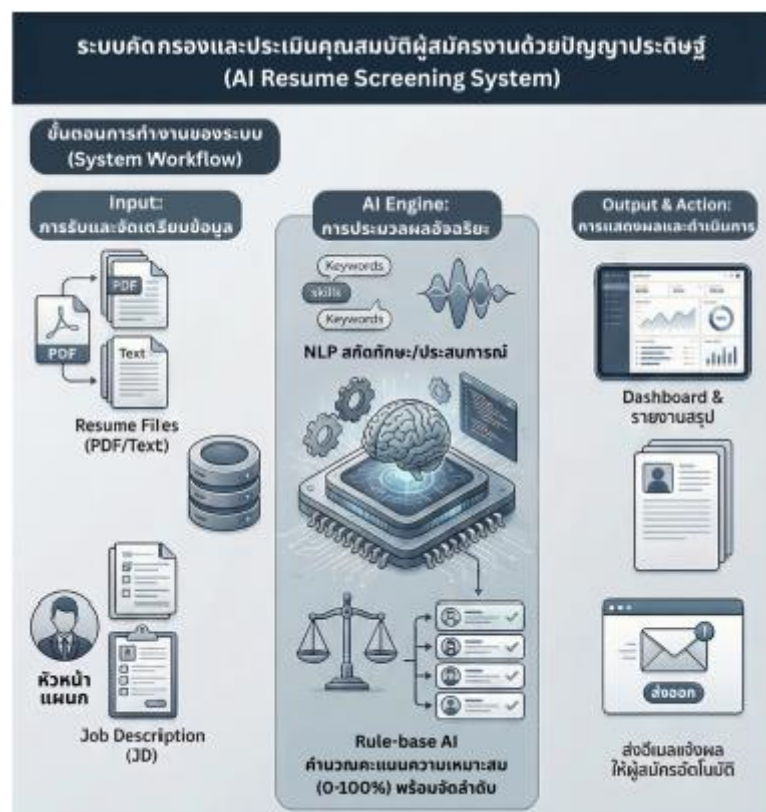 ระบบคัดกรองและประเมินคุณสมบัติผู้สมัครงานด้วยปัญญาประดิษฐ์
(AI Resume Screening System)
ขั้นตอนการทำงานของระบบ
(System Workflow)
Input:
การรับและจัดเตรียมข้อมูล
PDF
PDF
Text
Resume Files
(PDF/Text)
หัวหน้า
แผนก
Job Description
(JD)
AI Engine:
การประมวลผลอัจฉริยะ
Keywords
skills
Keywords
NLP สกัดทักษะ/ประสบการณ์
Rule-base AI
คำนวณคะแนนความเหมาะสม
(0-100%) พร้อมจัดลำดับ
Output & Action:
การแสดงผลและดำเนินการ
Dashboard &
รายงานสรุป
ส่งออก
ส่งอีเมลแจ้งผล
ให้ผู้สมัครอัตโนมัติ